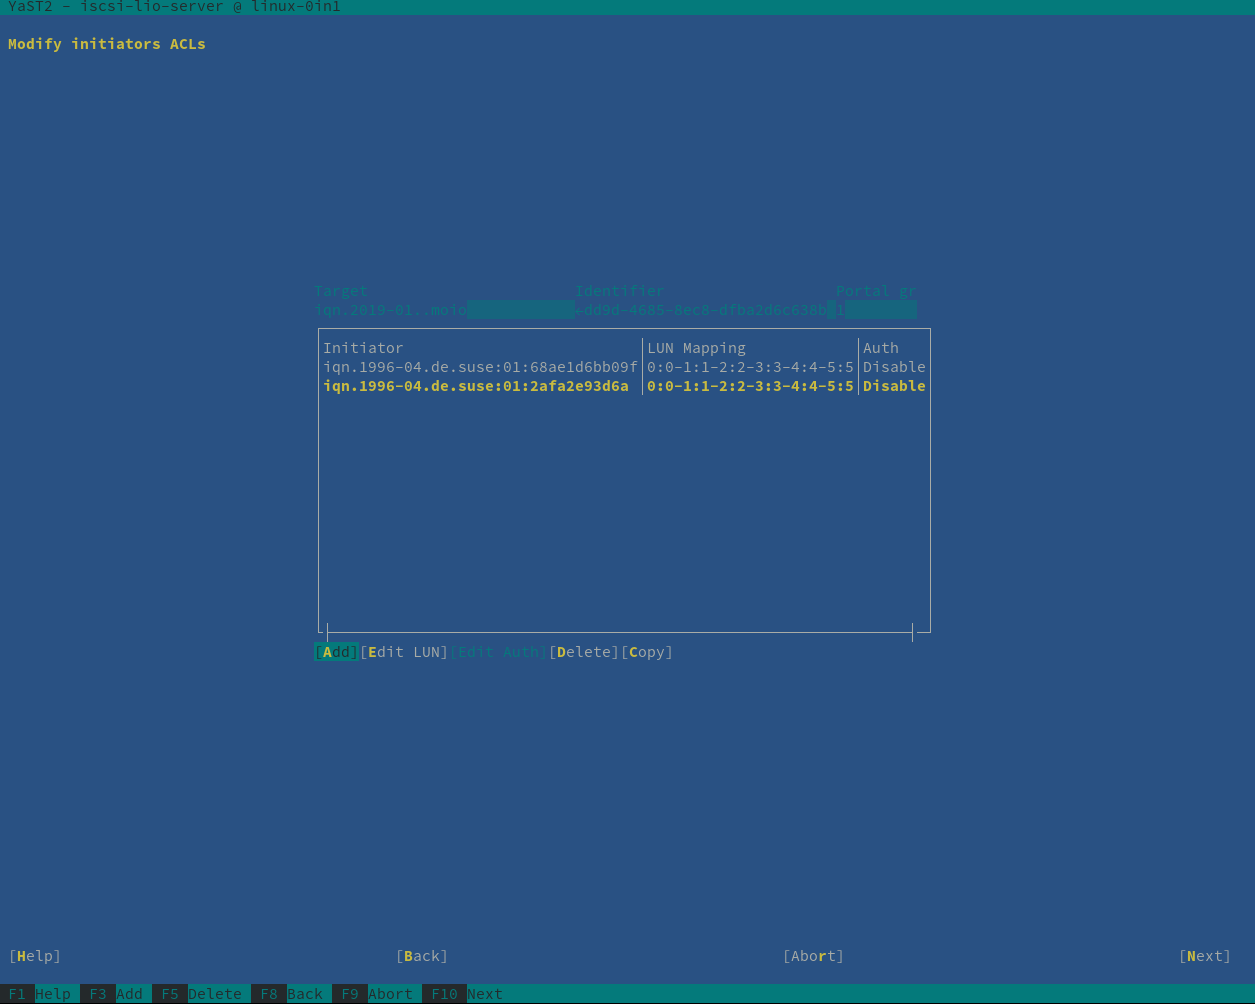 YaST2 - iscsi-lio-server @ linux-0in1
Modify initiators ACLs
Target Identifier Portal gr
iqn.2019-01..mojo -dd9d-4685-8ec8-dfba2d6c638b 1
Initiator LUN Mapping Auth
iqn.1996-04.de.suse:01:68ae1d6bb09f 0:0-1:1-2:2-3:3-4:4-5:5 Disable
iqn.1996-04.de.suse:01:2afa2e93d6a 0:0-1:1-2:2-3:3-4:4-5:5 Disable
[Add][Edit LUN][Edit Auth][Delete][Copy]
[Help] [Back] [Abort] [Next]
F1 Help F3 Add F5 Delete F8 Back F9 Abort F10 Next